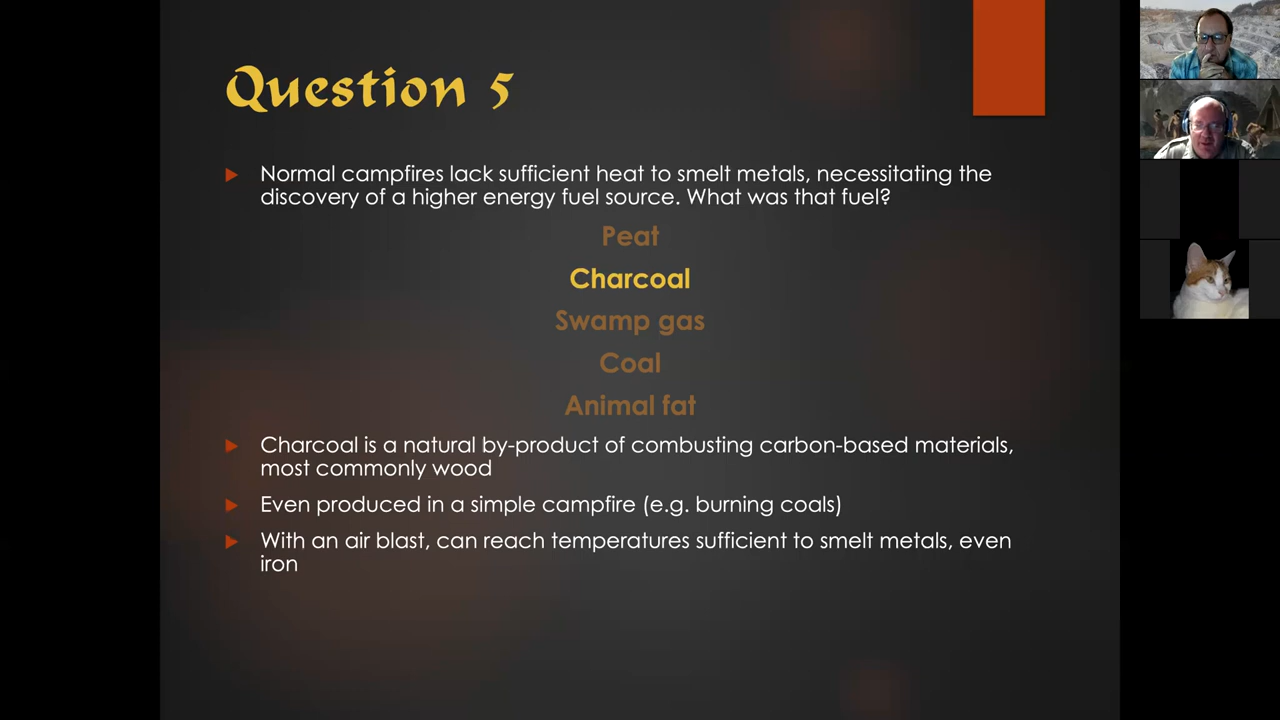 Question 5
Normal campfires lack sufficient heat to smelt metals, necessitating the
discovery of a higher energy fuel source. What was that fuel?
Peat
Charcoal
Swamp gas
Coal
Animal fat
Charcoal is a natural by-product of combusting carbon-based materials,
most commonly wood
Even produced in a simple campfire (e.g. burning coals)
With an air blast, can reach temperatures sufficient to smelt metals, even
iron